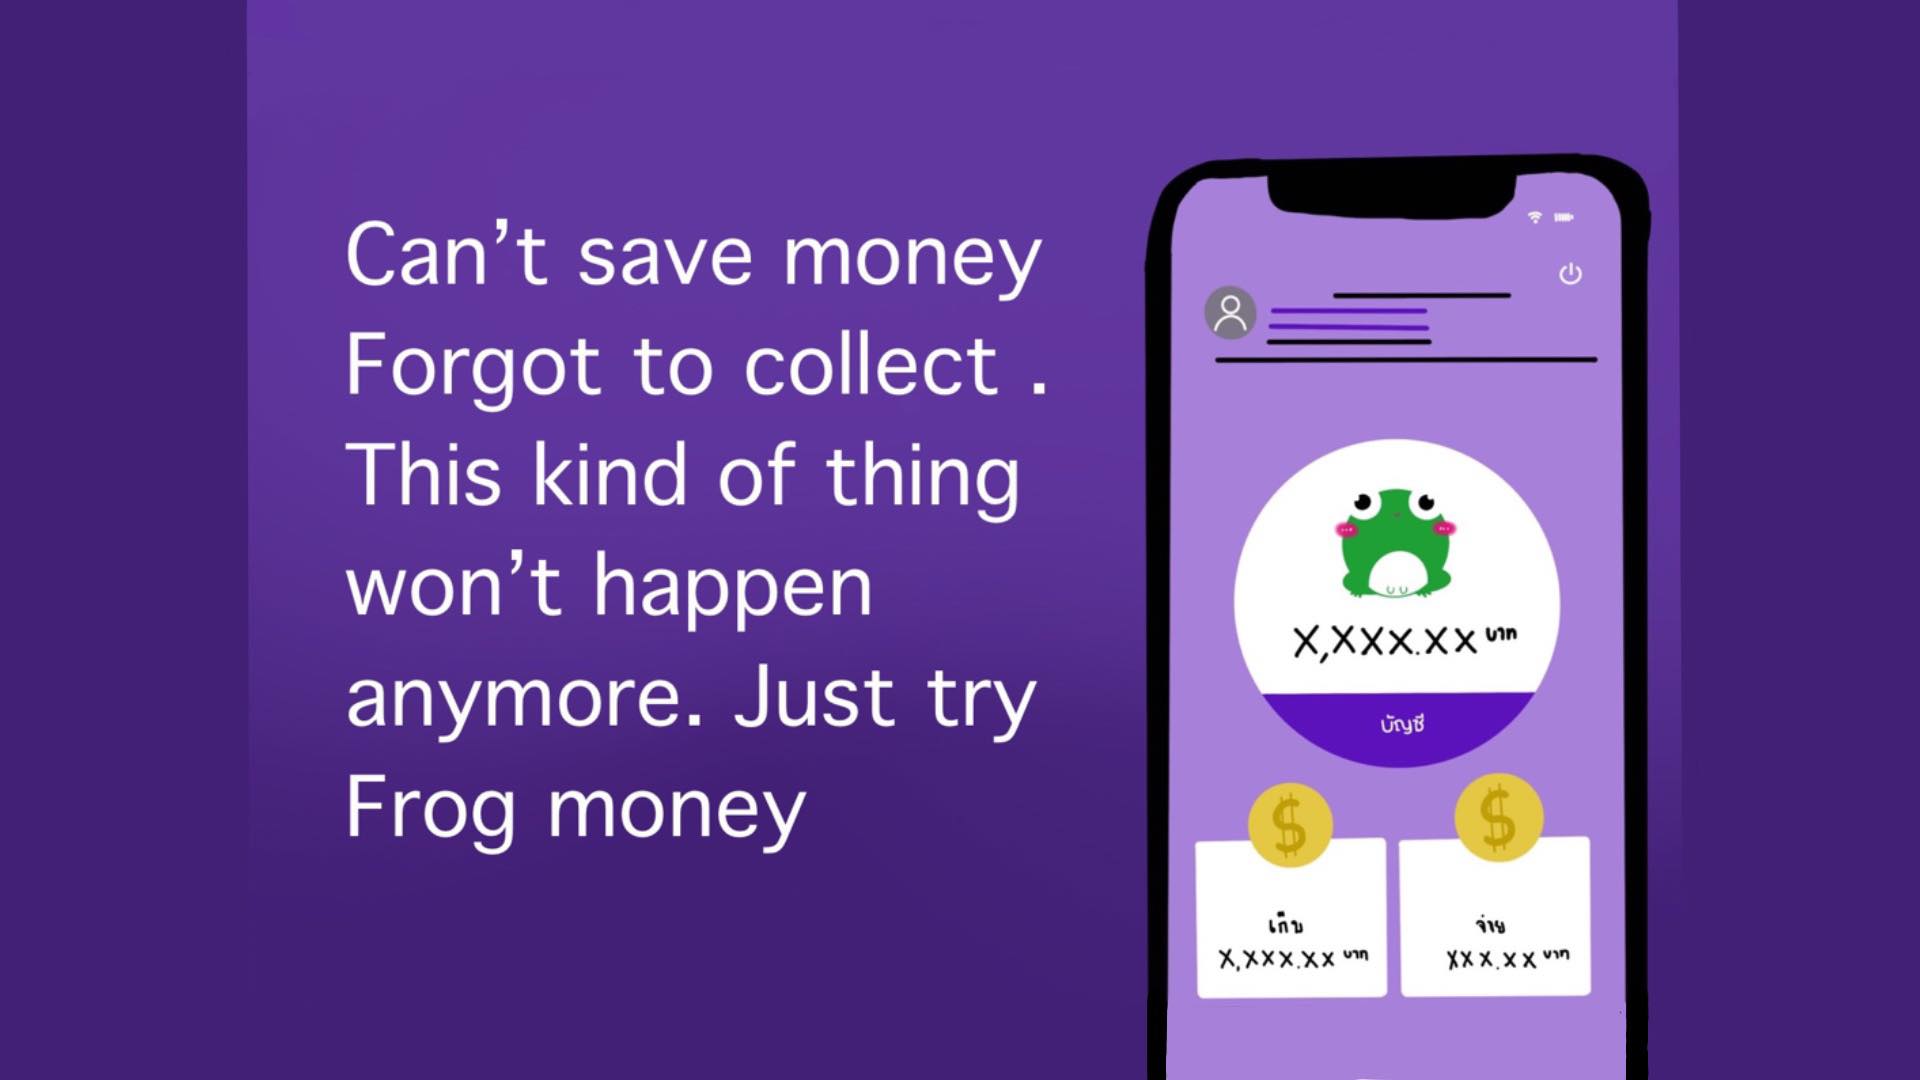 Can’t save money
Forgot to collect .
This kind of thing
won’t happen
anymore. Just try
Frog money
X,XXX.XX บาท
บัญชี
$
$
เก็บ
X,XXX.XX บาท
จ่าย
XXX.XX บาท